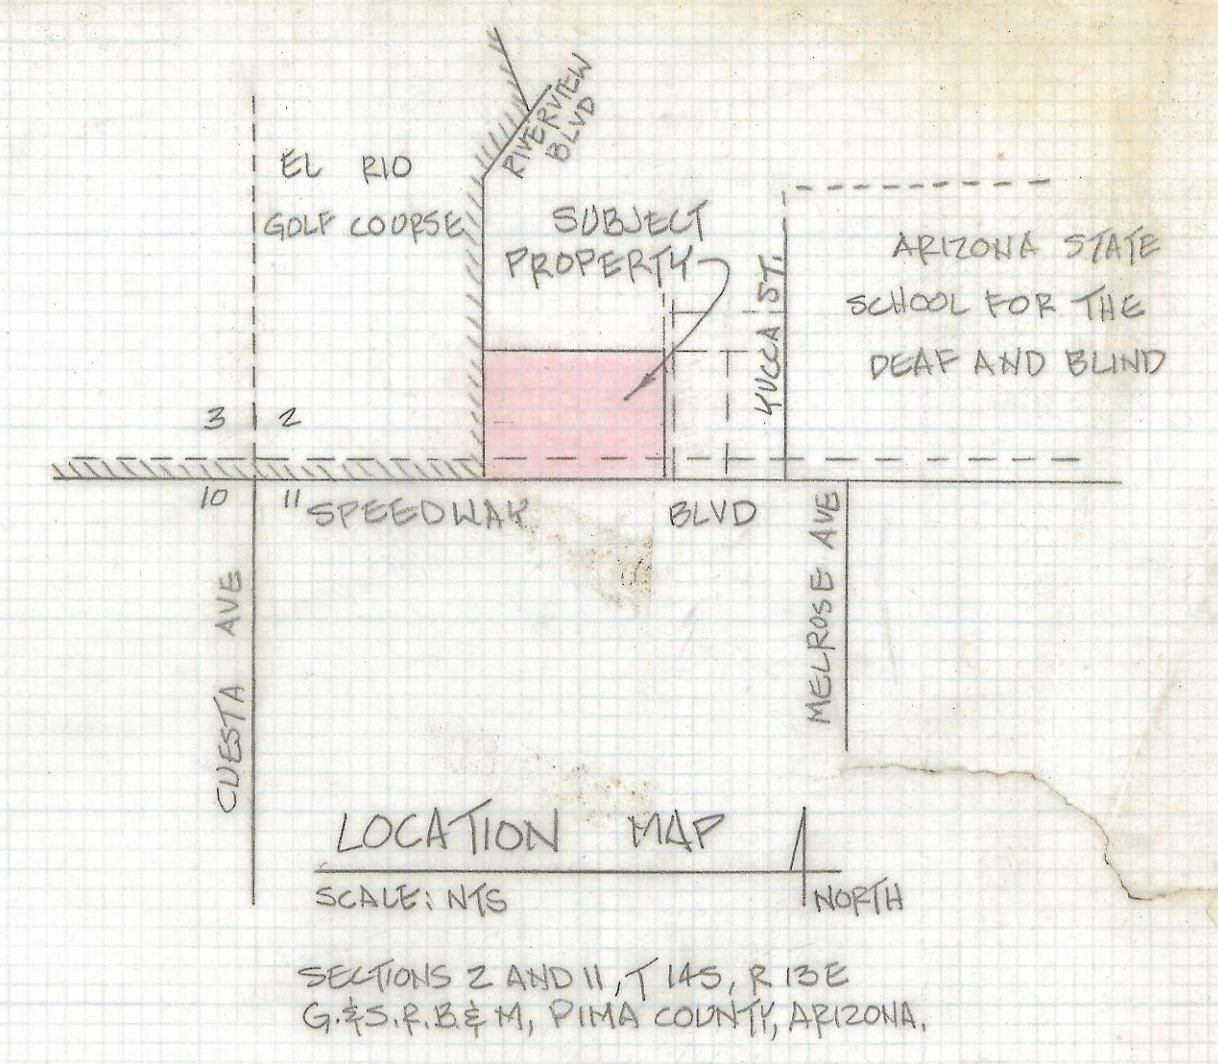 RIVERVIEW
BLVD
EL RIO
GOLF COURSE
SUBJECT
PROPERTY
YUCCA ST.
ARIZONA STATE
SCHOOL FOR THE
DEAF AND BLIND
3 2
10 11
SPEEDWAY BLVD
CUESTA AVE
MELROSE AVE
LOCATION MAP
SCALE: NTS
NORTH
SECTIONS 2 AND 11, T 14S, R 13E
G.&S.R.B.& M, PIMA COUNTY, ARIZONA.